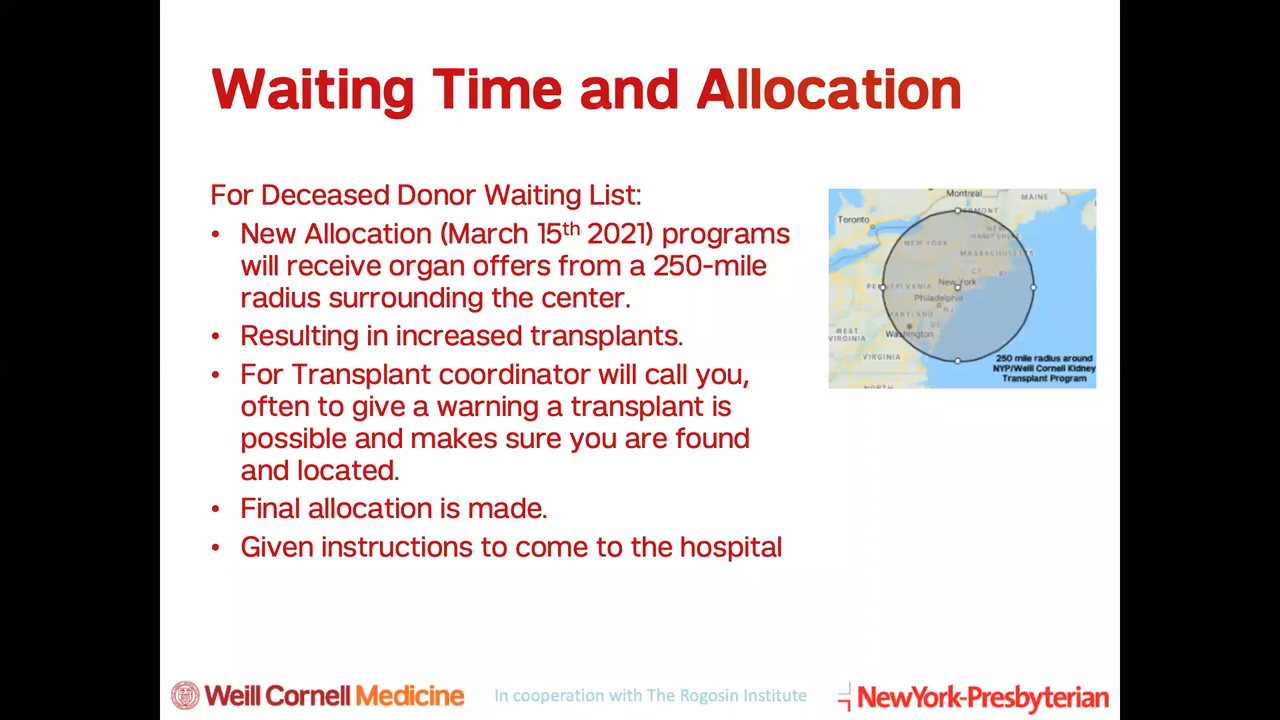 Waiting Time and Allocation
For Deceased Donor Waiting List:
• New Allocation (March 15th 2021) programs
will receive organ offers from a 250-mile
radius surrounding the center.
• Resulting in increased transplants.
• For Transplant coordinator will call you,
often to give a warning a transplant is
possible and makes sure you are found
and located.
• Final allocation is made.
• Given instructions to come to the hospital
Montreal
MAINE
Toronto
VERMONT
NEW YORK
NEW
HAMPSHIRE
MASSACHUSETTS
CT
RI
PENNSYLVANIA
New York
Philadelphia
NJ
MARYLAND
DE
WEST
VIRGINIA
Washington
VIRGINIA
250 mile radius around
NYP/Weill Cornell Kidney
Transplant Program
NORTH
Weill Cornell Medicine
In cooperation with The Rogosin Institute
NewYork-Presbyterian